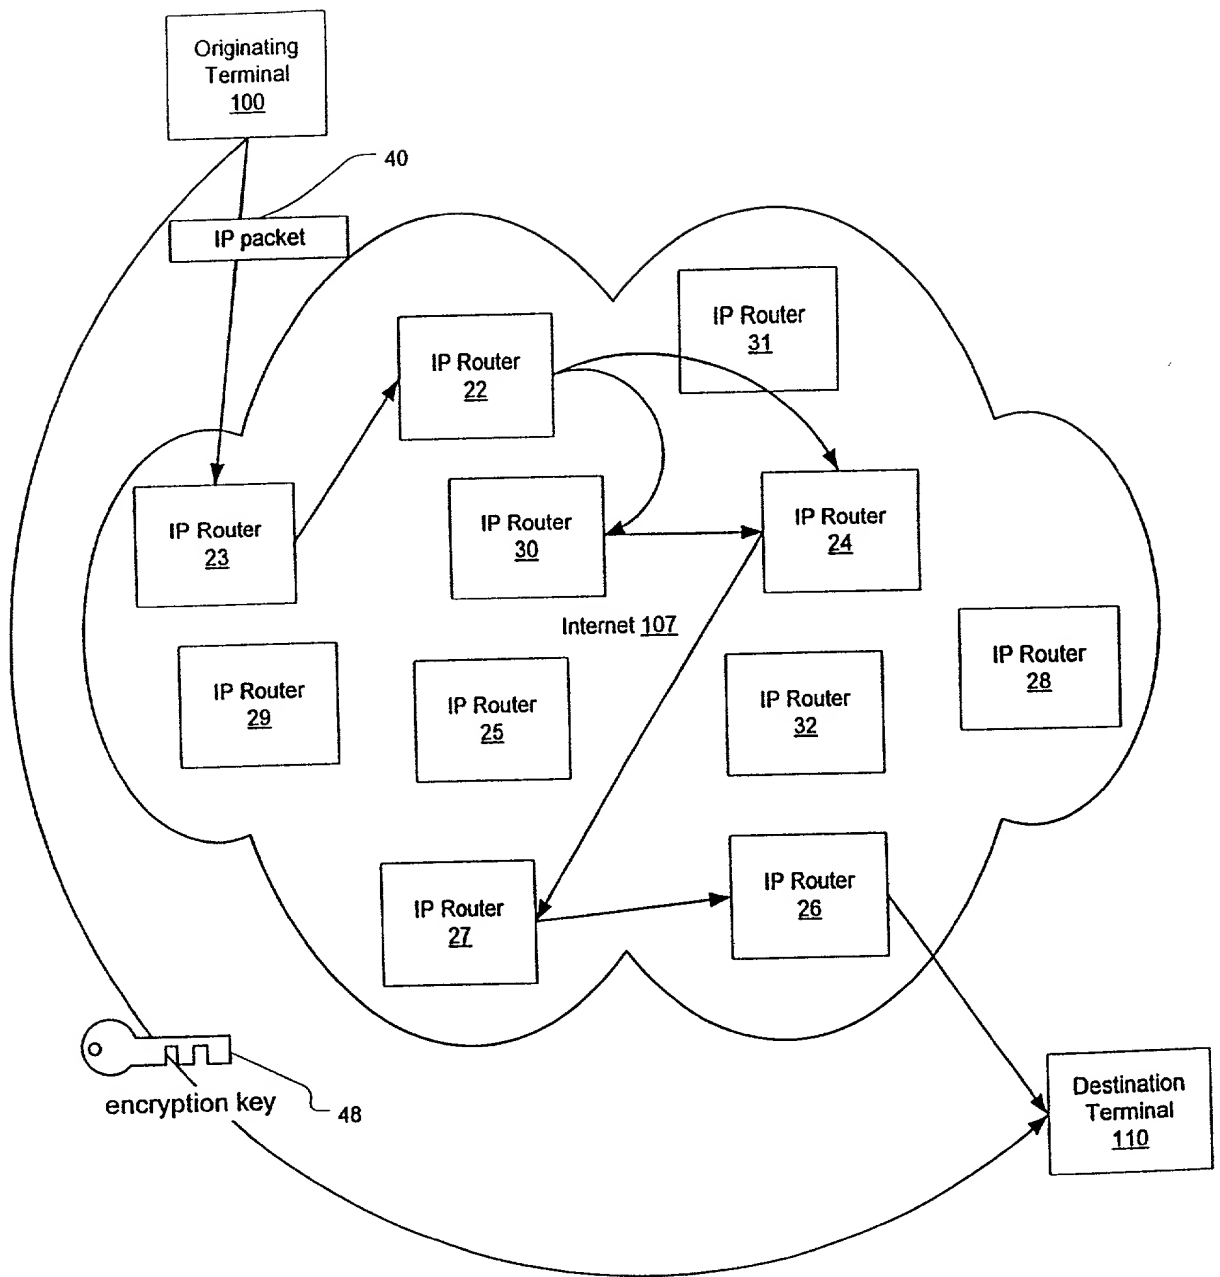 Originating
Terminal
100
40
IP packet
IP Router
31
IP Router
22
IP Router
23
IP Router
30
IP Router
24
Internet 107
IP Router
29
IP Router
25
IP Router
32
IP Router
28
IP Router
27
IP Router
26
encryption key
48
Destination
Terminal
110